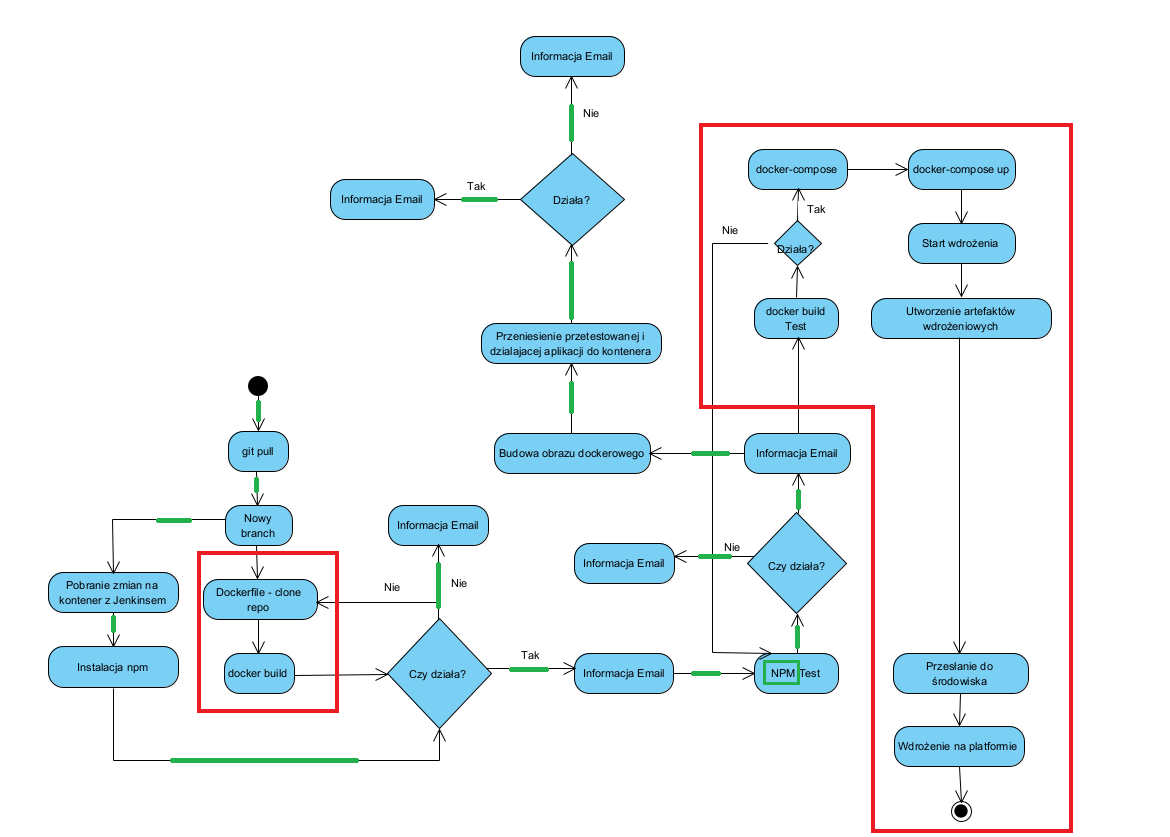 Informacja Email
Nie
Tak
Informacja Email
Działa?
docker-compose
docker-compose up
Tak
Nie
Działa?
Start wdrożenia
docker build
Test
Utworzenie artefaktów
wdrożeniowych
Przeniesienie przetestowanej i
dzialajacej aplikacji do kontenera
git pull
Budowa obrazu dockerowego
Informacja Email
Nowy
branch
Informacja Email
Nie
Informacja Email
Czy działa?
Pobranie zmian na
kontener z Jenkinsem
Dockerfile - clone
repo
Nie
Nie
Instalacja npm
docker build
Czy działa?
Tak
Informacja Email
NPM Test
Przesłanie do
środowiska
Wdrożenie na platformie